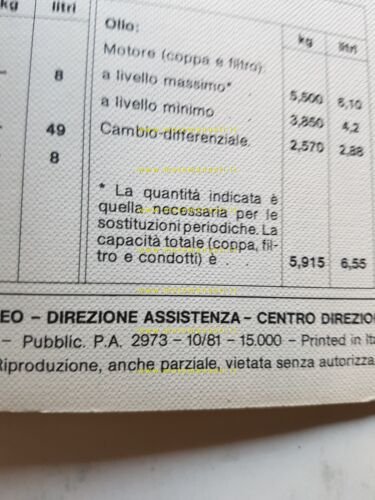 kg litri
8
49
8
Olio:
kg litri
Motore (coppa e filtro):
a livello massimo* 5,500 6,10
a livello minimo 3,850 4,2
Cambio-differenziale. 2,570 2,88
* La quantità indicata è
quella necessaria per le
sostituzioni periodiche. La
capacità totale (coppa, fil-
tro e condotti) è 5,915 6,55
EO – DIREZIONE ASSISTENZA – CENTRO DIREZIO
– Pubblic. P.A. 2973 – 10/81 – 15.000 – Printed in Ita
Riproduzione, anche parziale, vietata senza autorizza